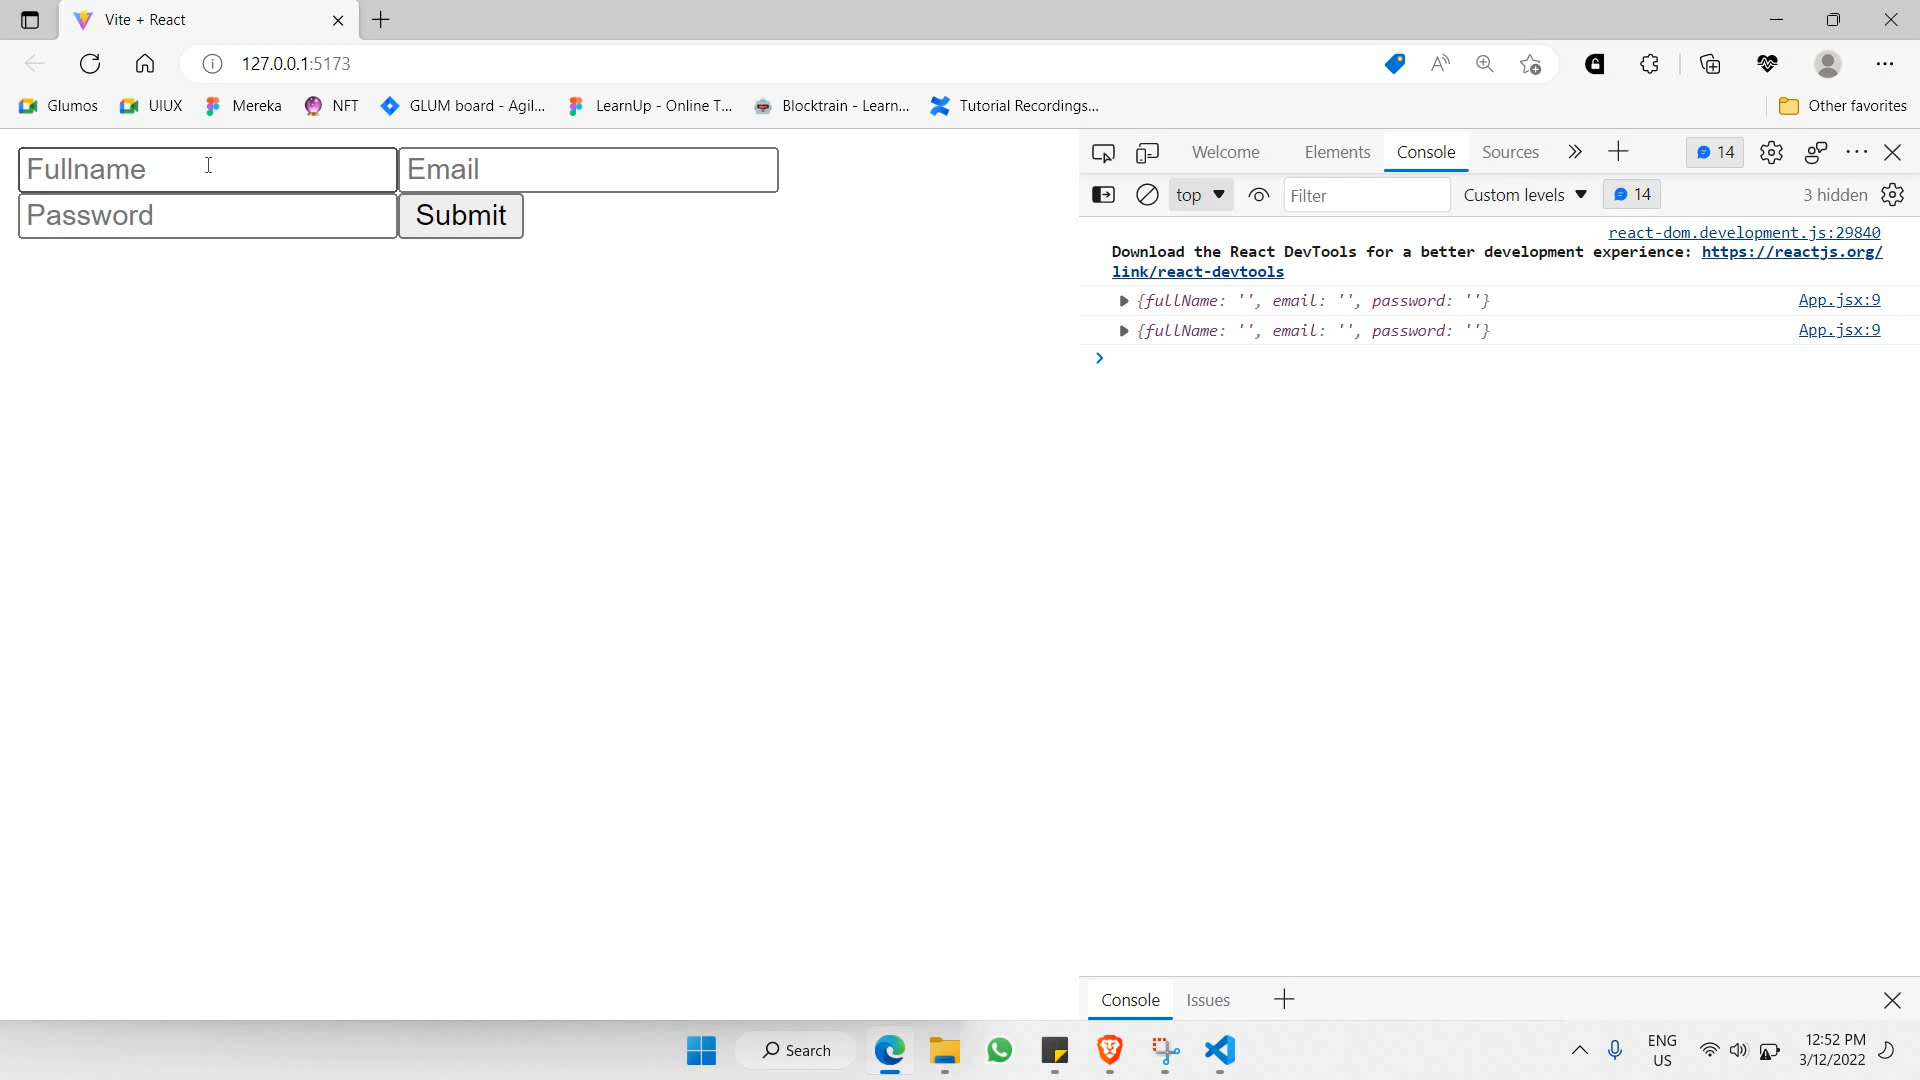 Vite + React
127.0.0.1:5173
Glumos
UIUX
Mereka
NFT
GLUM board - Agil...
LearnUp - Online T...
Blocktrain - Learn...
Tutorial Recordings...
Other favorites
Fullname
Email
Password
Submit
Welcome
Elements
Console
Sources
14
top
Filter
Custom levels
14
3 hidden
react-dom.development.js:29840
Download the React DevTools for a better development experience: https://reactjs.org/
link/react-devtools
{fullName: '', email: '', password: ''}
App.jsx:9
{fullName: '', email: '', password: ''}
App.jsx:9
Console
Issues
Search
ENG
US
12:52 PM
3/12/2022